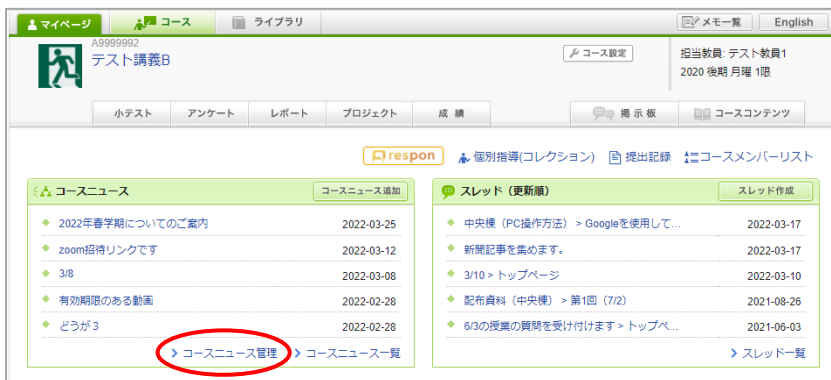 マイページ コース ライブラリ メモ一覧 English
A9999992
テスト講義B
コース設定
担当教員: テスト教員1
2020 後期 月曜 1限
小テスト アンケート レポート プロジェクト 成績 掲示板 コースコンテンツ
respon 個別指導(コレクション) 提出記録 コースメンバーリスト
コースニュース コースニュース追加
2022年春学期についてのご案内 2022-03-25
zoom招待リンクです 2022-03-12
3/8 2022-03-08
有効期限のある動画 2022-02-28
どうが3 2022-02-28
コースニュース管理 コースニュース一覧
スレッド（更新順） スレッド作成
中央棟（PC操作方法） > Googleを使用して... 2022-03-17
新聞記事を集めます。 2022-03-17
3/10 > トップページ 2022-03-10
配布資料（中央棟） > 第1回（7/2） 2021-08-26
6/3の授業の質問を受け付けます > トップペ... 2021-06-03
スレッド一覧